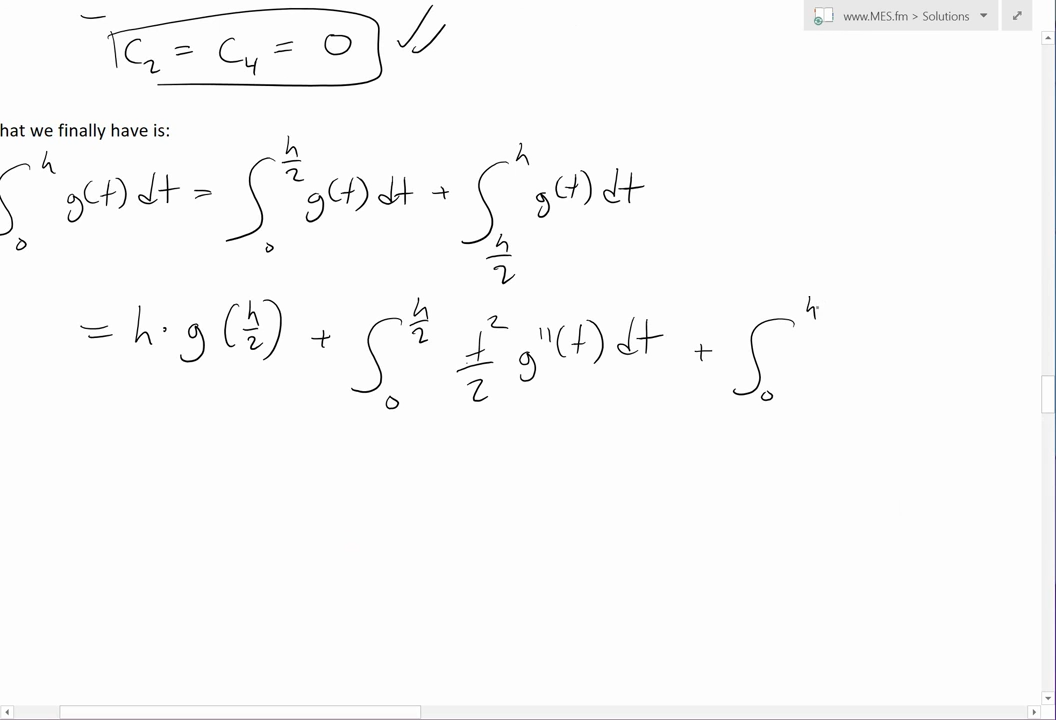 www.MES.fm > Solutions
C₂ = C₄ = 0 ✓✓
hat we finally have is:
∫₀ʰ g(t) dt = ∫₀^(h/2) g(t) dt + ∫_(h/2)^h g(t) dt
= h · g(h/2) + ∫₀^(h/2) t²/2 g''(t) dt + ∫₀ʰ